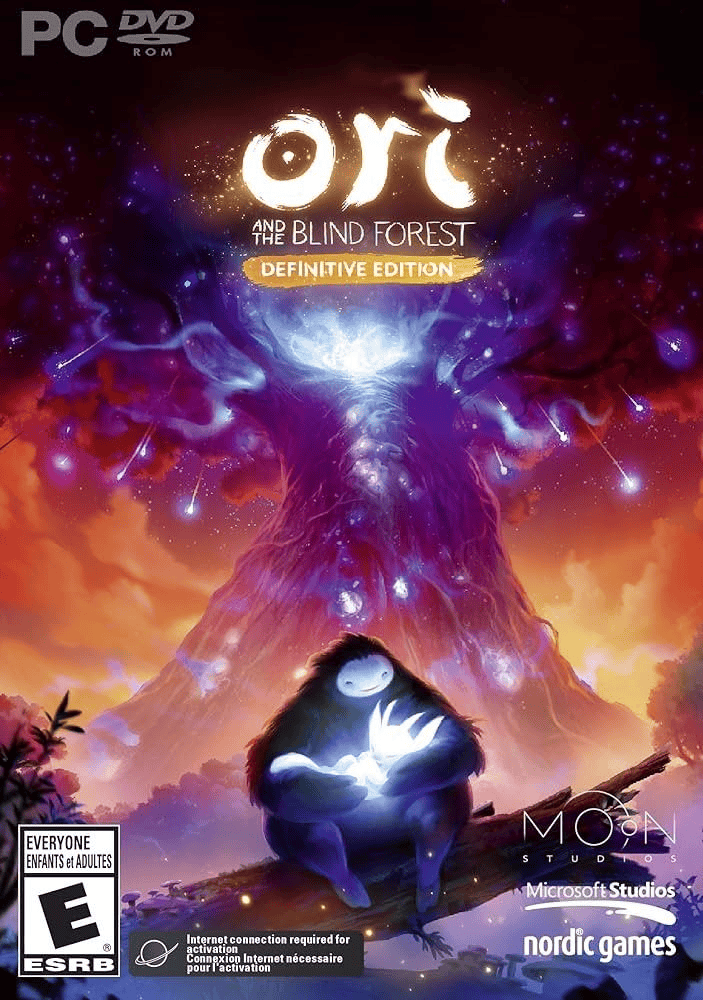 PC DVD
ROM
ori
AND THE BLIND FOREST
DEFINITIVE EDITION
EVERYONE
ENFANTS et ADULTES
E
®
ESRB
Internet connection required for
activation
Connexion Internet nécessaire
pour l'activation
MOON
STUDIOS
Microsoft Studios
nordic games